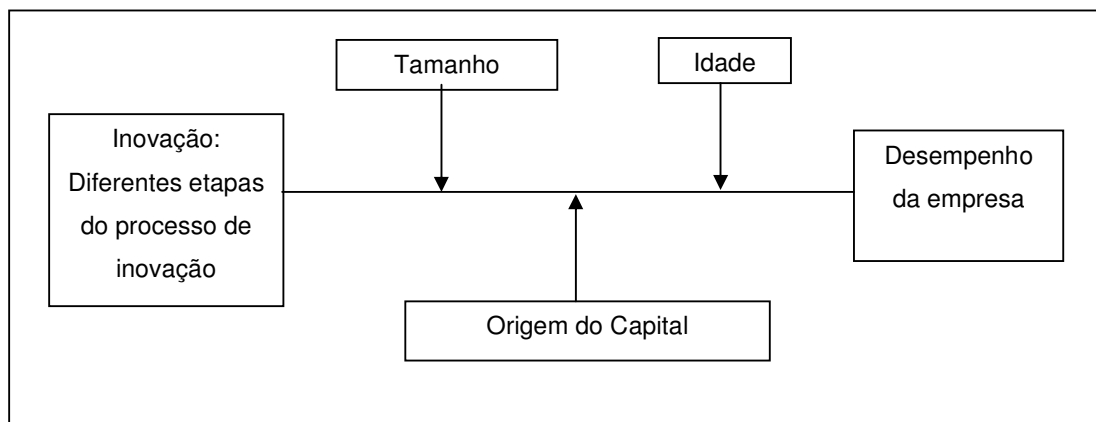 Tamanho
Idade
Inovação:
Diferentes etapas
do processo de
inovação
Desempenho
da empresa
Origem do Capital